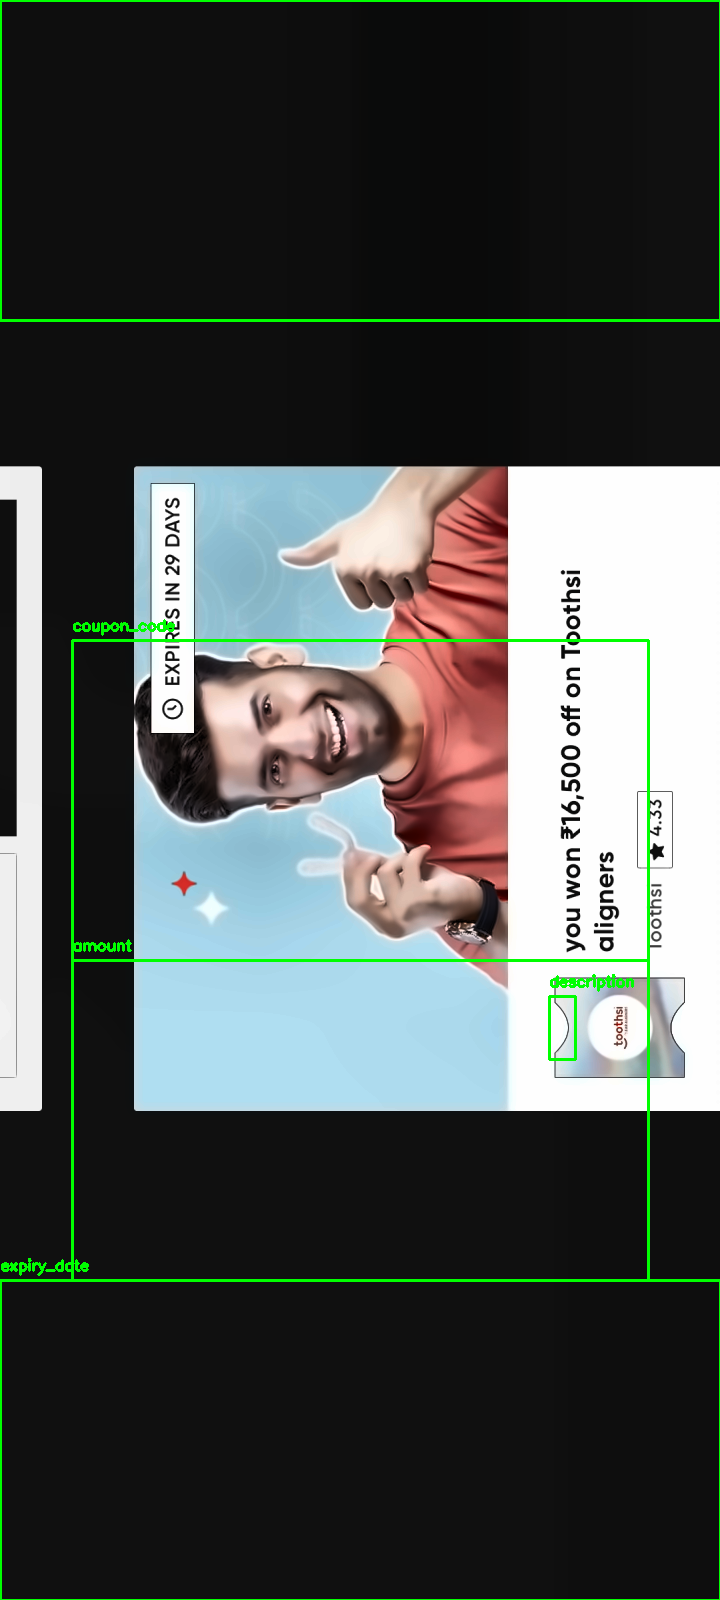 EXPIRES IN 29 DAYS
you won ₹16,500 off on Toothsi
aligners
Toothsi ★ 4.33
toothsi
coupon_code
amount
description
expiry_date